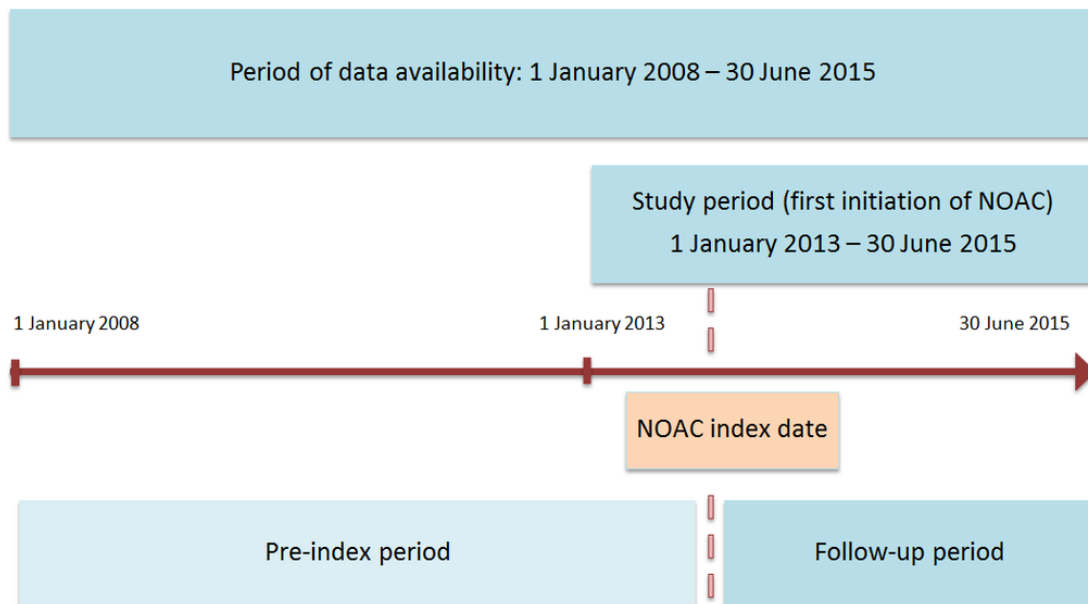 Period of data availability: 1 January 2008 – 30 June 2015
Study period (first initiation of NOAC)
1 January 2013 – 30 June 2015
1 January 2008
1 January 2013
30 June 2015
NOAC index date
Pre-index period
Follow-up period